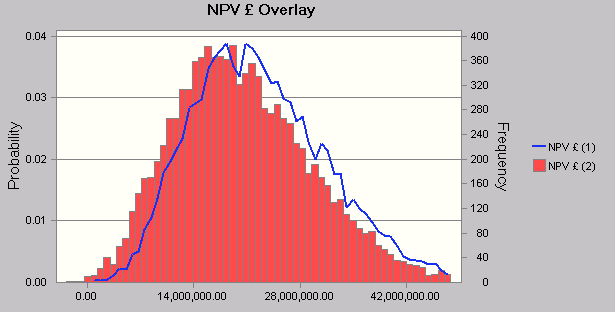 NPV £ Overlay
0.04
0.03
0.02
0.01
0.00
Probability
400
360
320
280
240
200
160
120
80
40
0
Frequency
0.00 14,000,000.00 28,000,000.00 42,000,000.00
NPV £ (1)
NPV £ (2)